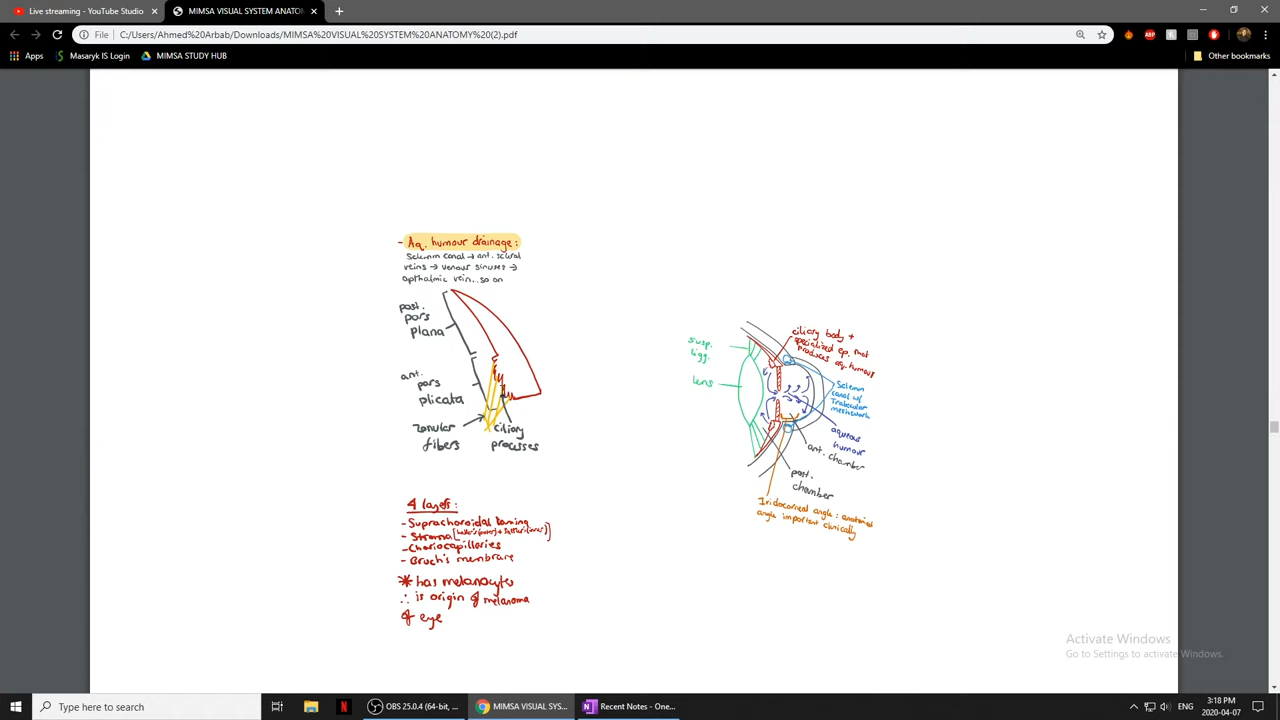 Live streaming - YouTube Studio
MIMSA VISUAL SYSTEM ANATOM
File
C:/Users/Ahmed%20Arbab/Downloads/MIMSA%20VISUAL%20SYSTEM%20ANATOMY%20(2).pdf
ABP
Apps
Masaryk IS Login
MIMSA STUDY HUB
Other bookmarks
- Aq. humour drainage:
Sclemm canal → ant. scleral
veins → venous sinuses →
opthalmic vein...so on
post.
pars
plana
ant.
pars
plicata
zonular
fibers
ciliary
processes
4 layers:
- Suprachoroidal laming
- Stroma
- Choriocapilleries
- Bruch's membrane
* has melanocytes
∴ is origin of melanoma
of eye
susp.
ligg.
lens
ciliary body +
specialized ep. that
produces aq. humous
Sclemm
canal w/
Trabecular
meshwork
aqueous
humour
ant. chamber
post.
chamber
Iridocorneal angle: anatomical
angle important clinically
Activate Windows
Go to Settings to activate Windows.
Type here to search
N
OBS 25.0.4 (64-bit, ...
MIMSA VISUAL SYS...
Recent Notes - One...
ENG
3:18 PM
2020-04-07